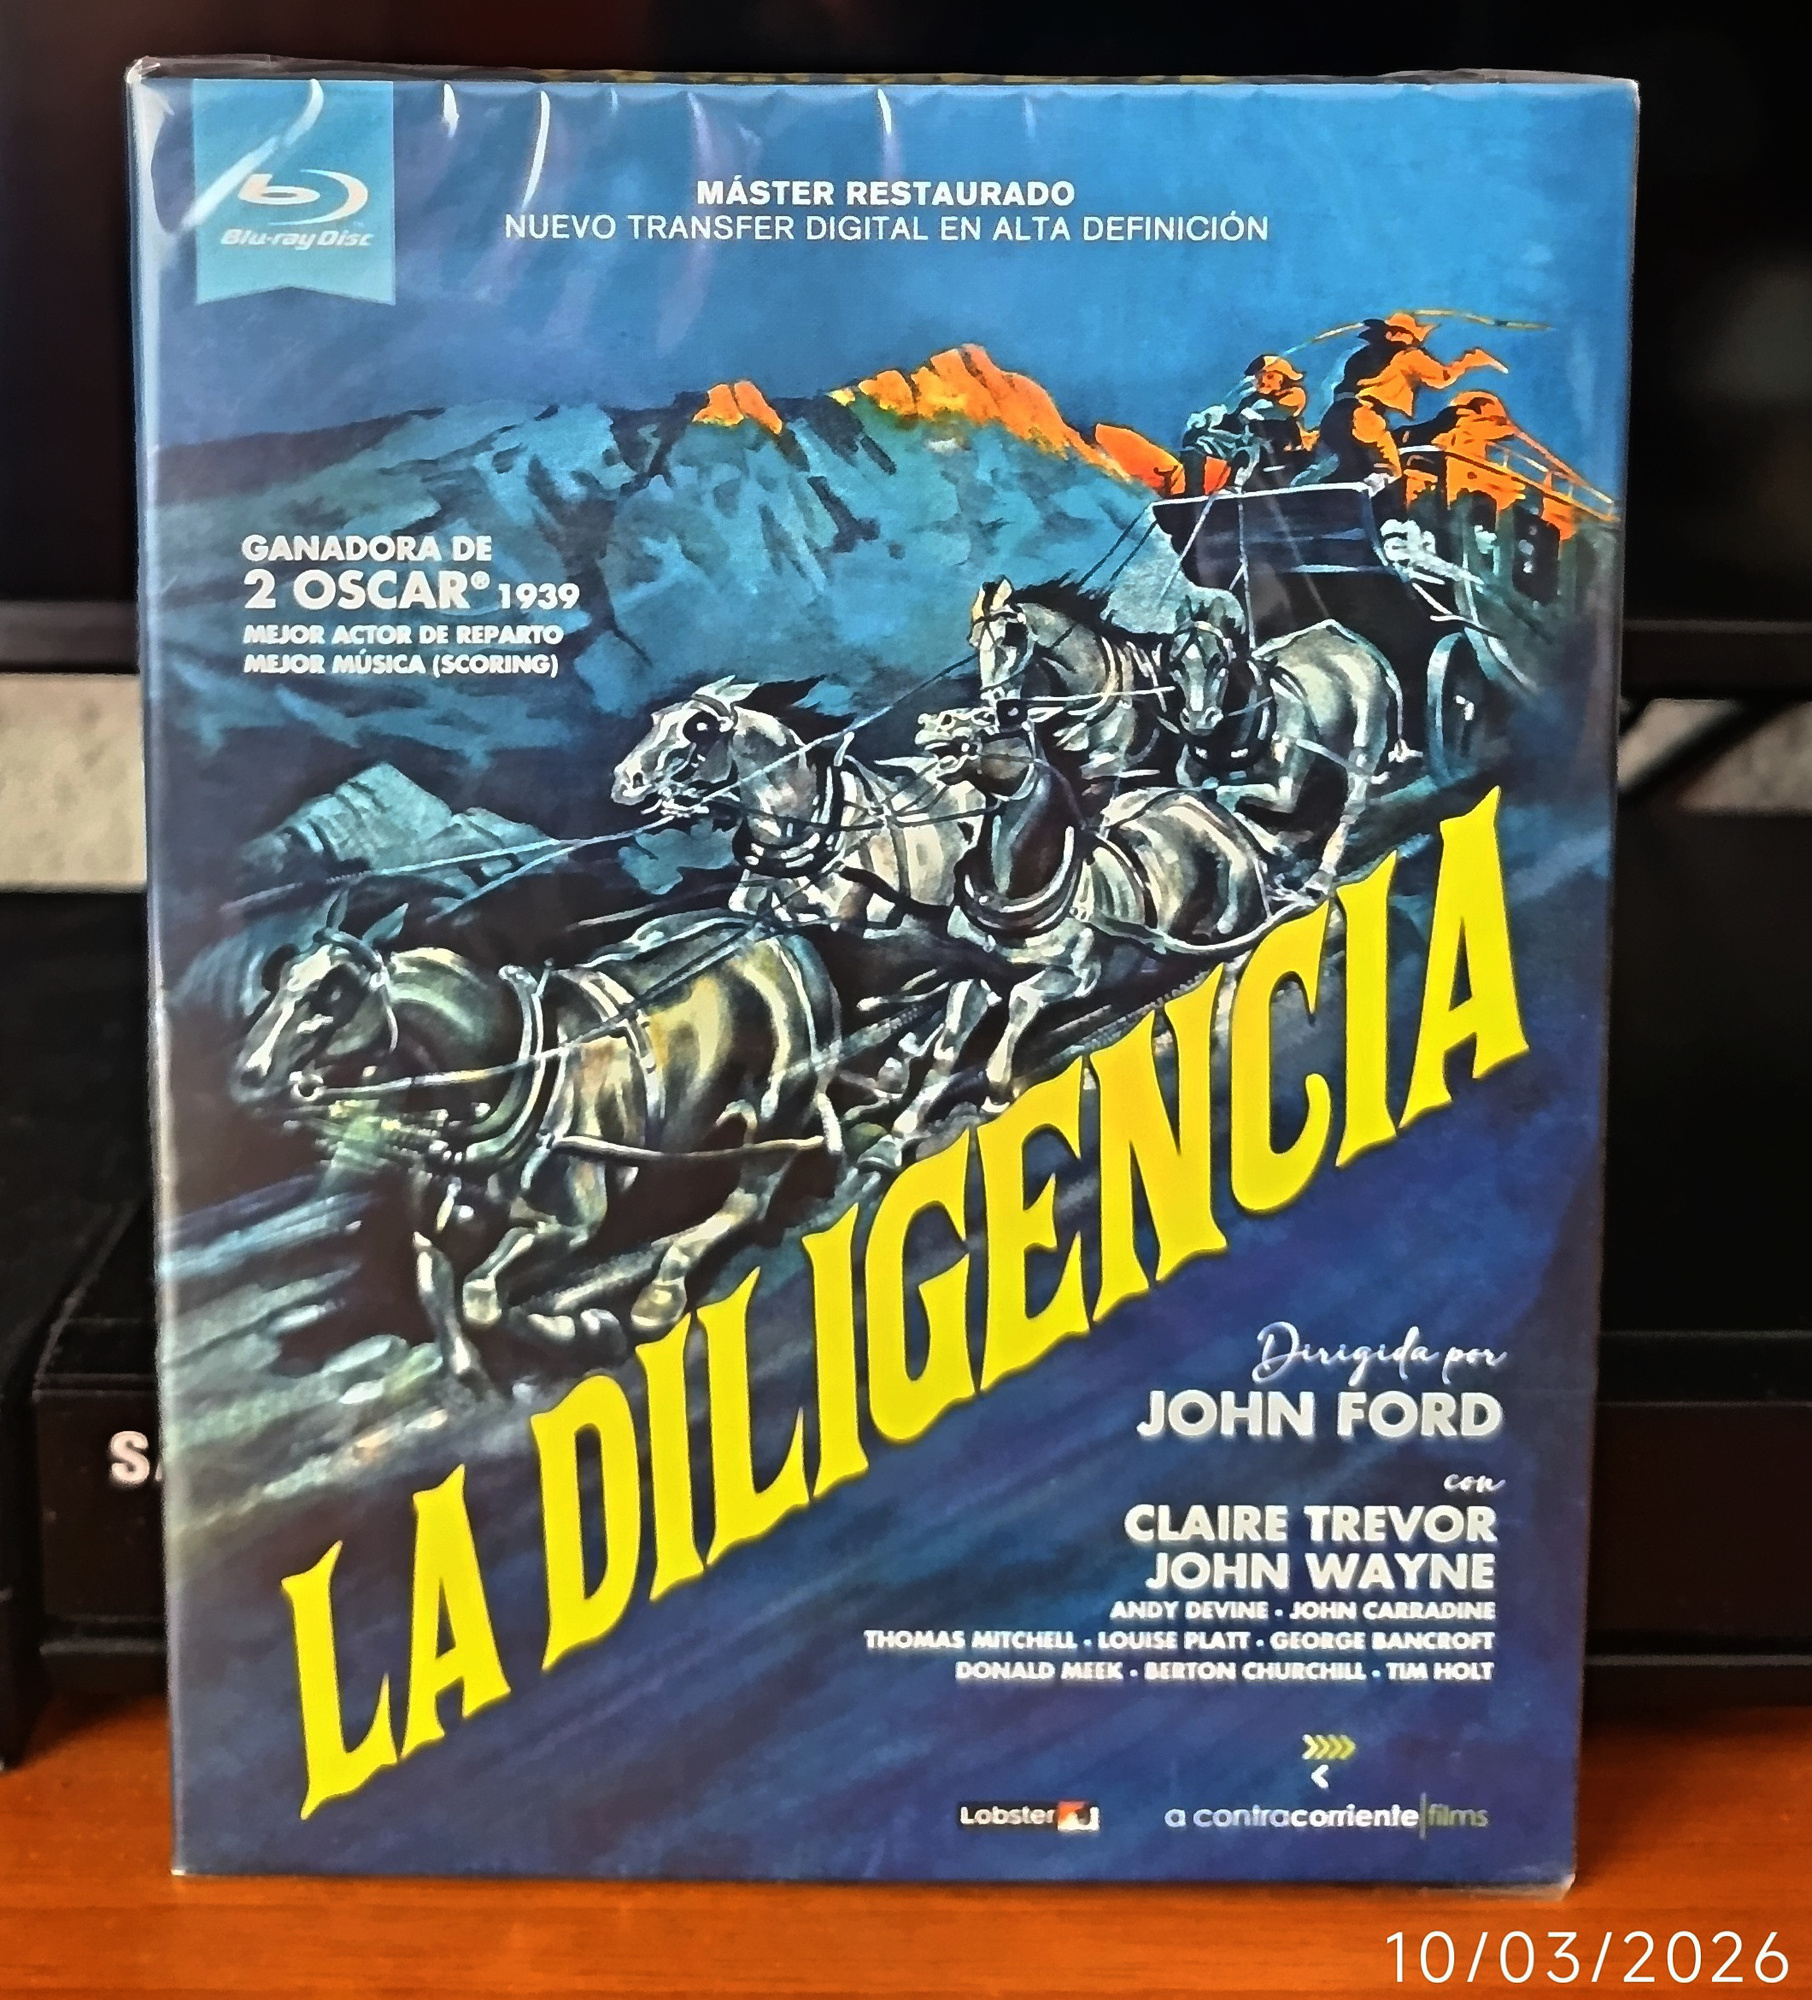 Blu-ray Disc
MÁSTER RESTAURADO
NUEVO TRANSFER DIGITAL EN ALTA DEFINICIÓN
GANADORA DE
2 OSCAR® 1939
MEJOR ACTOR DE REPARTO
MEJOR MÚSICA (SCORING)
LA DILIGENCIA
Dirigida por
JOHN FORD
con
CLAIRE TREVOR
JOHN WAYNE
ANDY DEVINE · JOHN CARRADINE
THOMAS MITCHELL · LOUISE PLATT · GEORGE BANCROFT
DONALD MEEK · BERTON CHURCHILL · TIM HOLT
Lobster
a contracorriente|films
10/03/2026